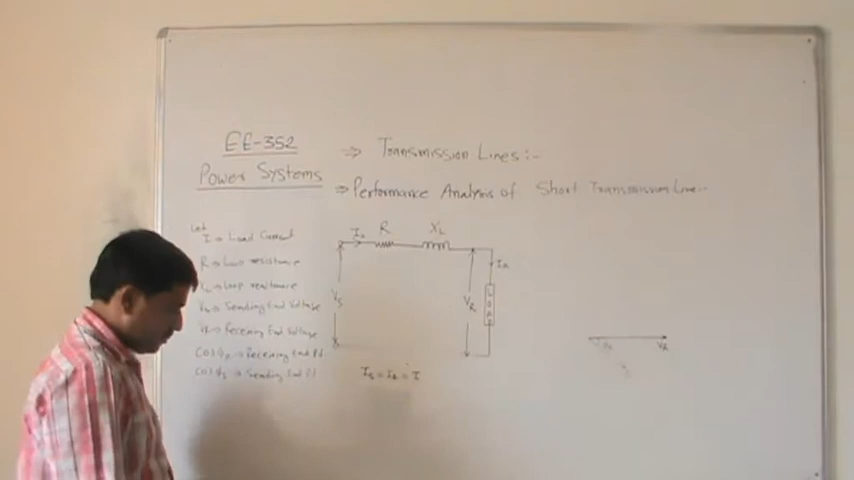 EE-352
Power Systems
⇒ Transmission Lines :-
⇒ Performance Analysis of Short Transmission Line:-
Let
I → Load Current
R → Loop resistance
XL → Loop reactance
Vs → Sending End Voltage
VR → Receiving End Voltage
Cos φR → Receiving End Pf
Cos φs → Sending End Pf
Is
R
XL
IR
Vs
VR
LOAD
Is = IR = I
φR
VR